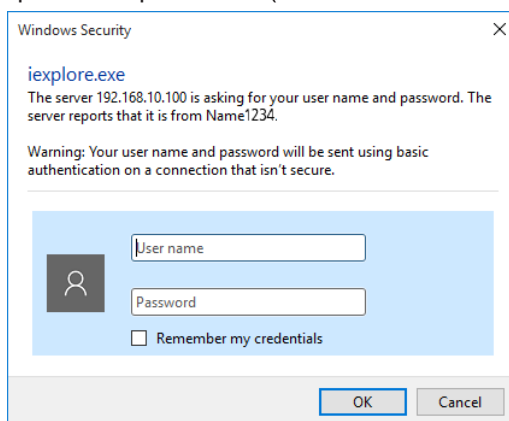 Windows Security
iexplore.exe
The server 192.168.10.100 is asking for your user name and password. The
server reports that it is from Name1234.
Warning: Your user name and password will be sent using basic
authentication on a connection that isn't secure.
User name
Password
Remember my credentials
OK
Cancel